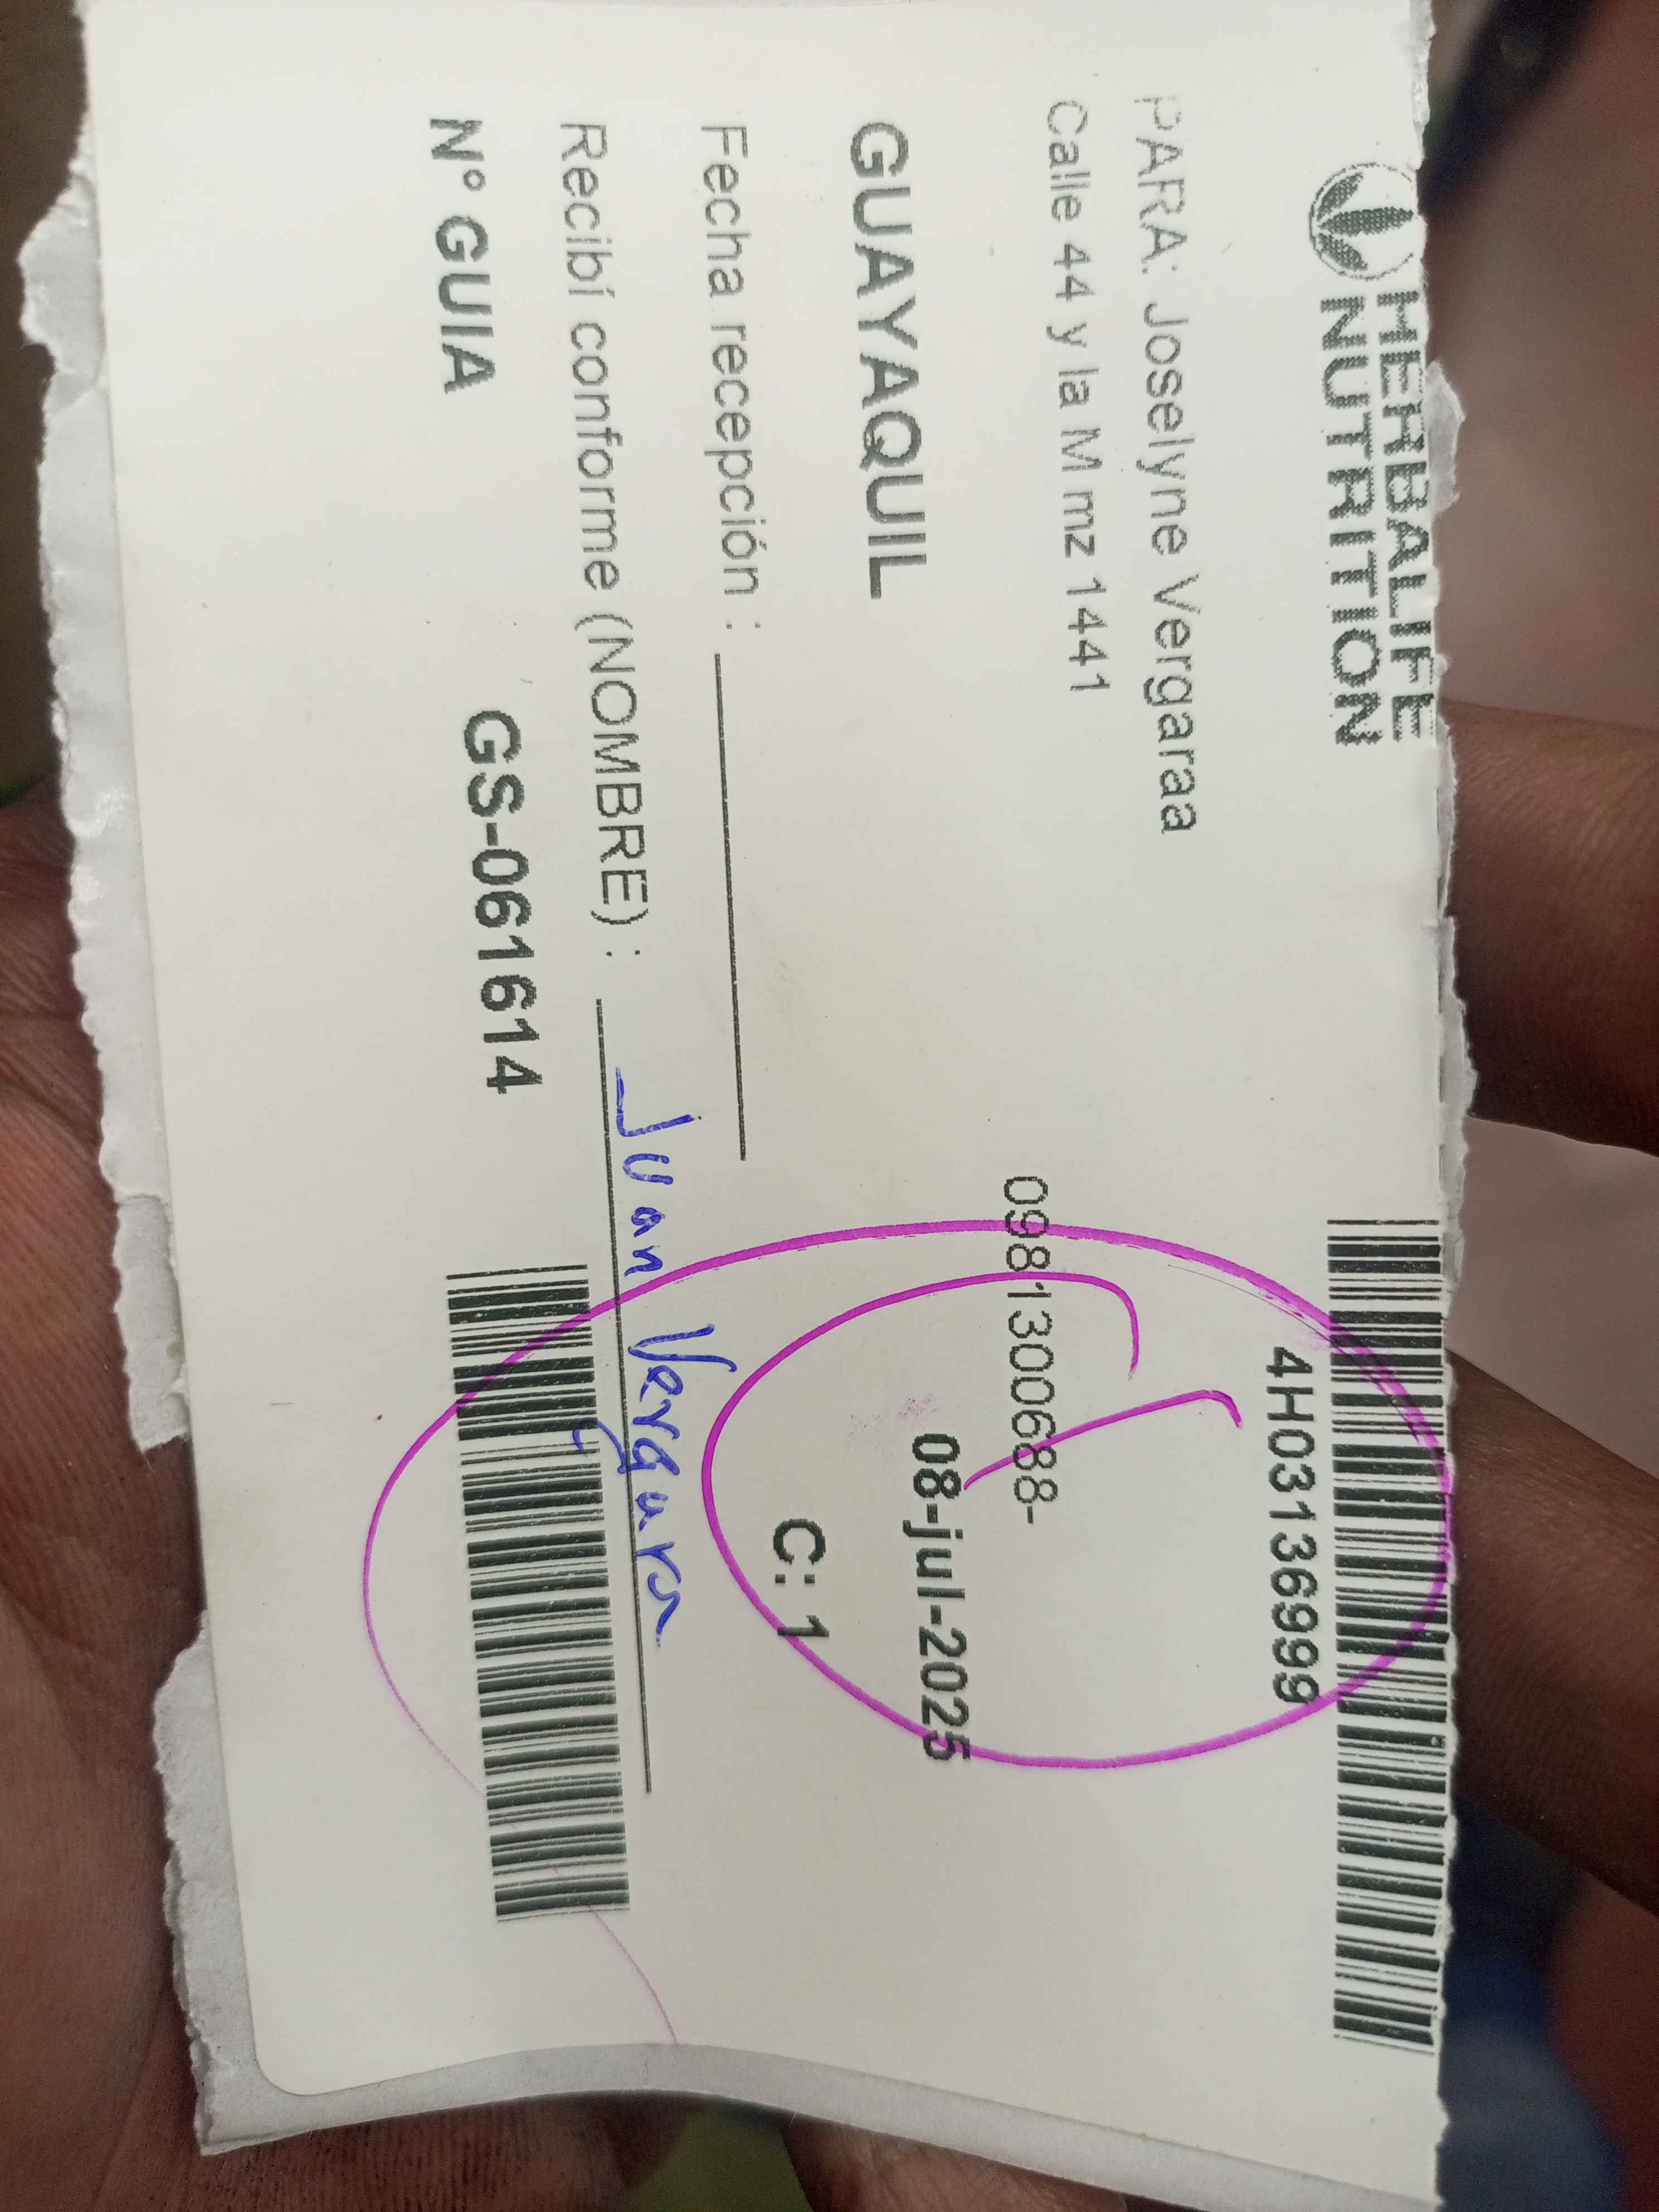 HERBALIFE
NUTRITION
4H03136999
PARA: Joselyne Vergaraa
Calle 44 y la M mz 1441
0981300688-
GUAYAQUIL
08-jul-2025
Fecha recepción :
C: 1
Recibí conforme (NOMBRE) : Juan Vergara
N° GUIA GS-061614